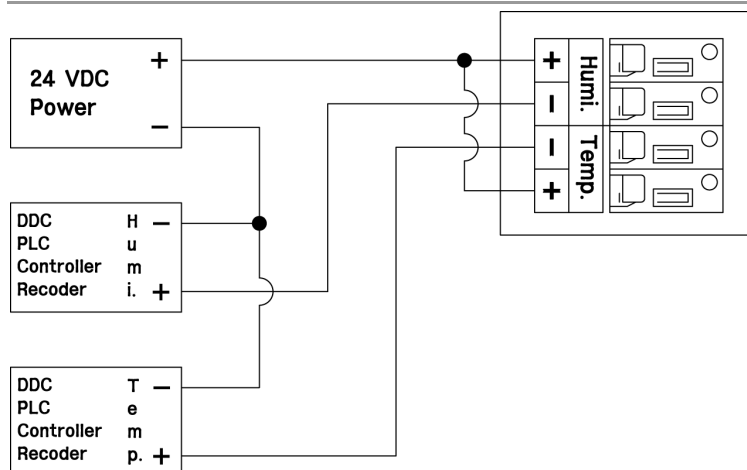 24 VDC
Power
+
−
+
−
−
+
Humi.
Temp.
DDC H −
PLC u
Controller m
Recoder i. +
DDC T −
PLC e
Controller m
Recoder p. +